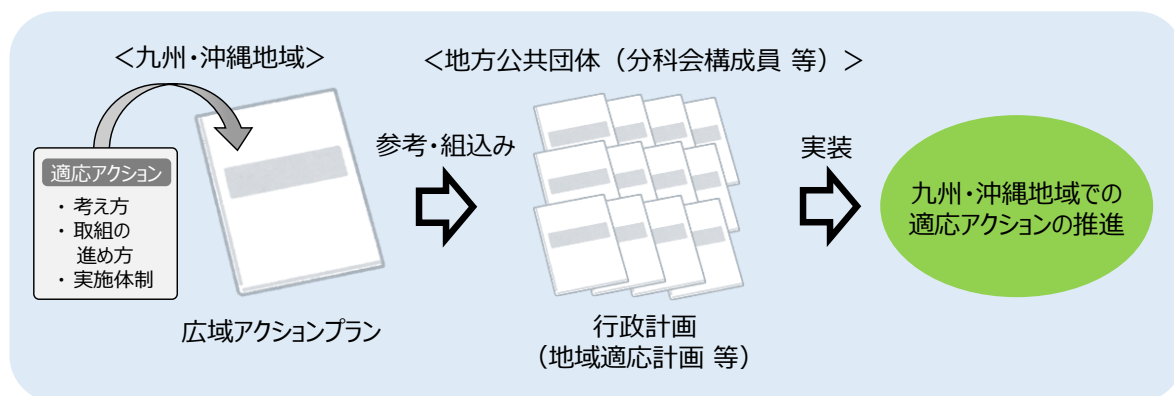 ＜九州・沖縄地域＞
適応アクション
・考え方
・取組の
進め方
・実施体制
広域アクションプラン
参考・組込み
＜地方公共団体（分科会構成員 等）＞
行政計画
（地域適応計画 等）
実装
九州・沖縄地域での
適応アクションの推進